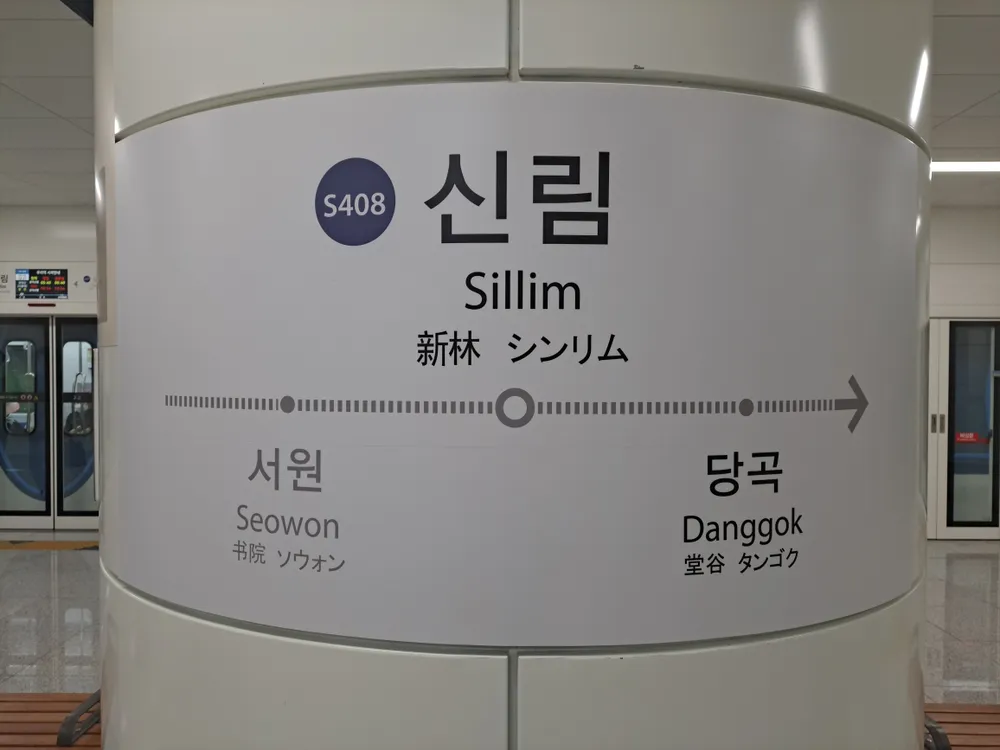 S408 신림
Sillim
新林 シンリム
서원
Seowon
书院 ソウォン
당곡
Danggok
堂谷 タンゴク